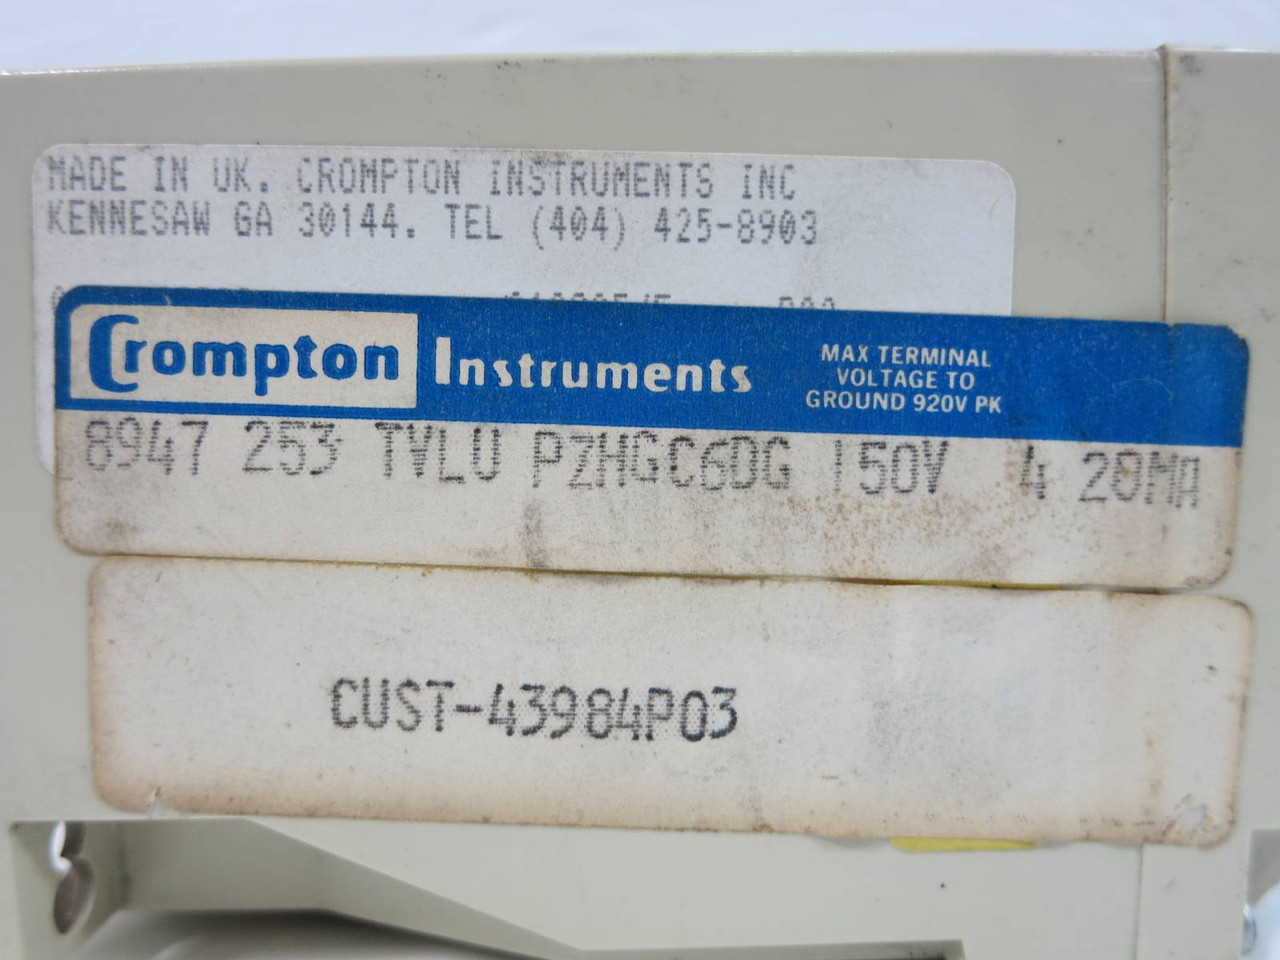 MADE IN UK. CROMPTON INSTRUMENTS INC
KENNESAW GA 30144. TEL (404) 425-8903
Crompton Instruments
MAX TERMINAL
VOLTAGE TO
GROUND 920V PK
8947 253 TVLU PZHGC6DG 150V 4 20MA
CUST-43984P03